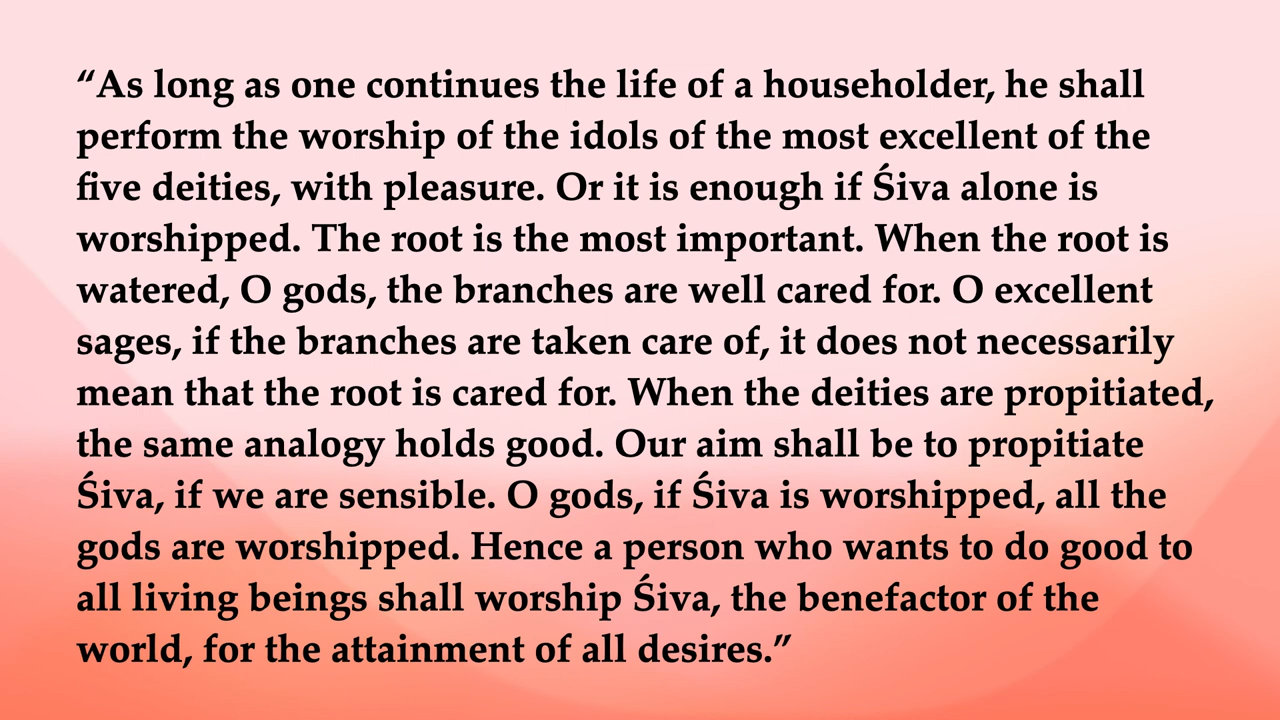 “As long as one continues the life of a householder, he shall
perform the worship of the idols of the most excellent of the
five deities, with pleasure. Or it is enough if Śiva alone is
worshipped. The root is the most important. When the root is
watered, O gods, the branches are well cared for. O excellent
sages, if the branches are taken care of, it does not necessarily
mean that the root is cared for. When the deities are propitiated,
the same analogy holds good. Our aim shall be to propitiate
Śiva, if we are sensible. O gods, if Śiva is worshipped, all the
gods are worshipped. Hence a person who wants to do good to
all living beings shall worship Śiva, the benefactor of the
world, for the attainment of all desires.”